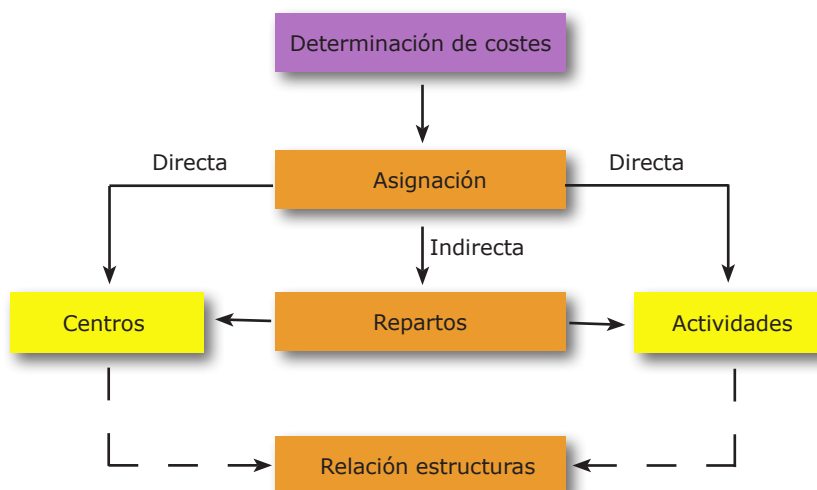 Determinación de costes
Directa
Directa
Asignación
Indirecta
Centros
Repartos
Actividades
Relación estructuras